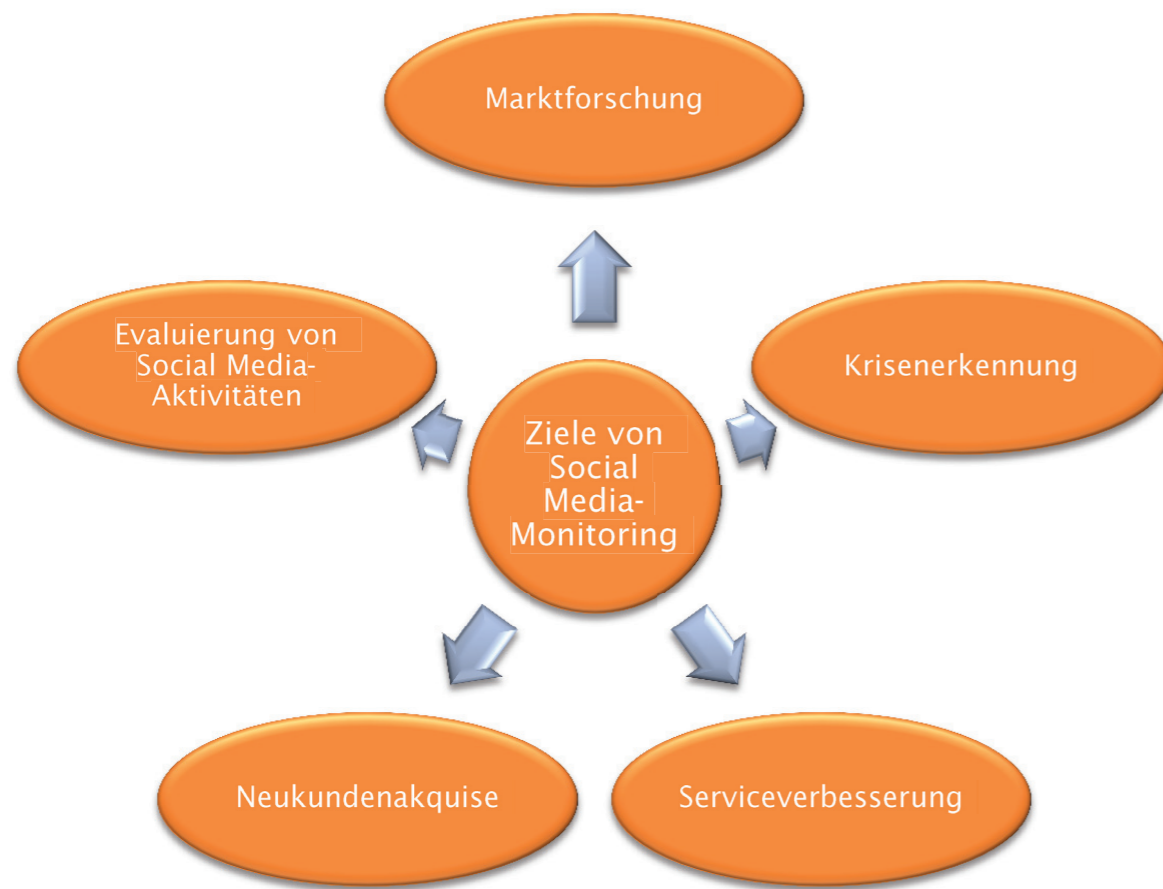 Marktforschung
Evaluierung von
Social Media-
Aktivitäten
Krisenerkennung
Ziele von
Social
Media-
Monitoring
Neukundenakquise
Serviceverbesserung